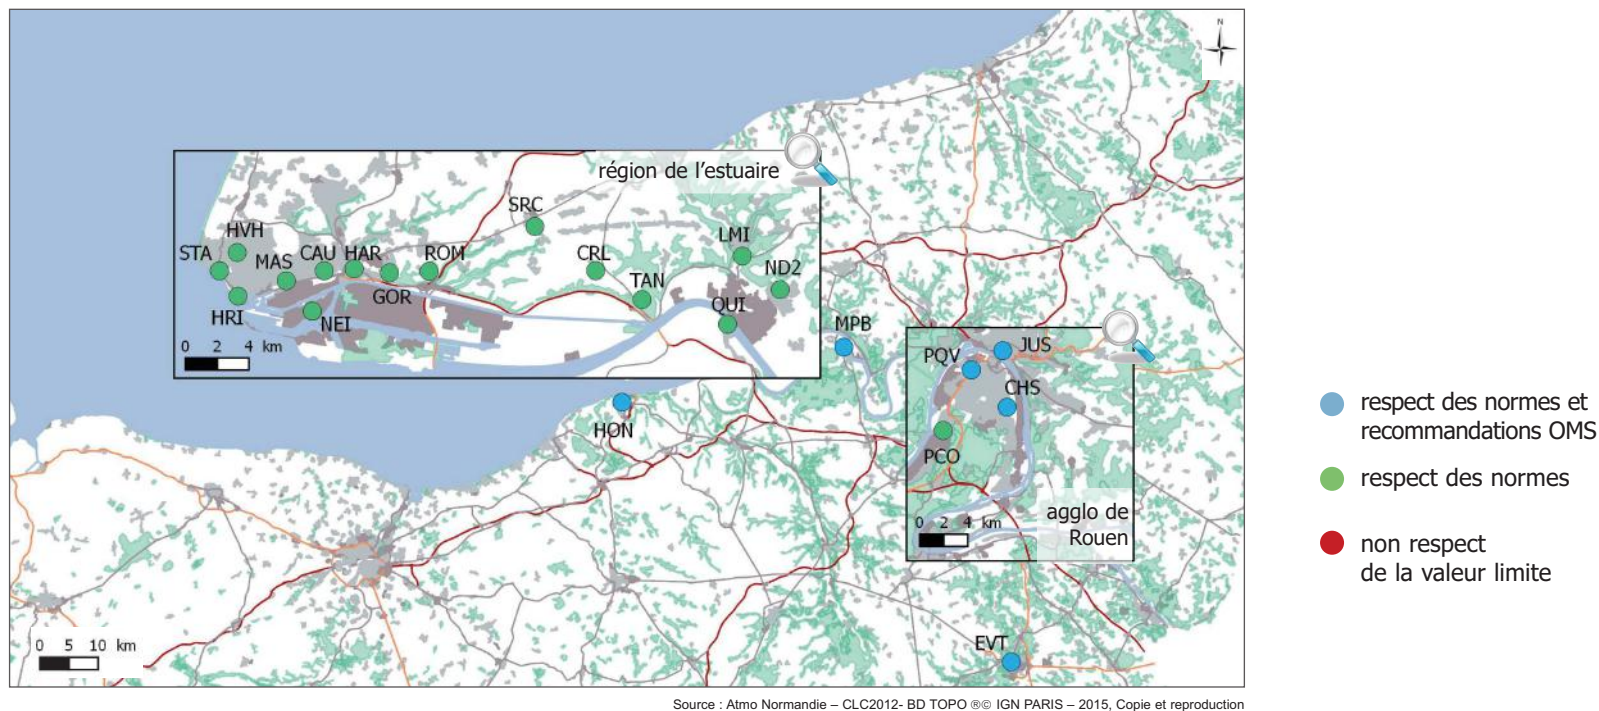 N
région de l'estuaire
SRC
HVH
LMI
STA
CAU
HAR
ROM
CRL
MAS
ND2
TAN
GOR
QUI
HRI
NEI
MPB
0 2 4 km
JUS
PQV
CHS
HON
PCO
agglo de
Rouen
0 2 4 km
EVT
0 5 10 km
respect des normes et
recommandations OMS
respect des normes
non respect
de la valeur limite
Source : Atmo Normandie – CLC2012- BD TOPO ®© IGN PARIS – 2015, Copie et reproduction